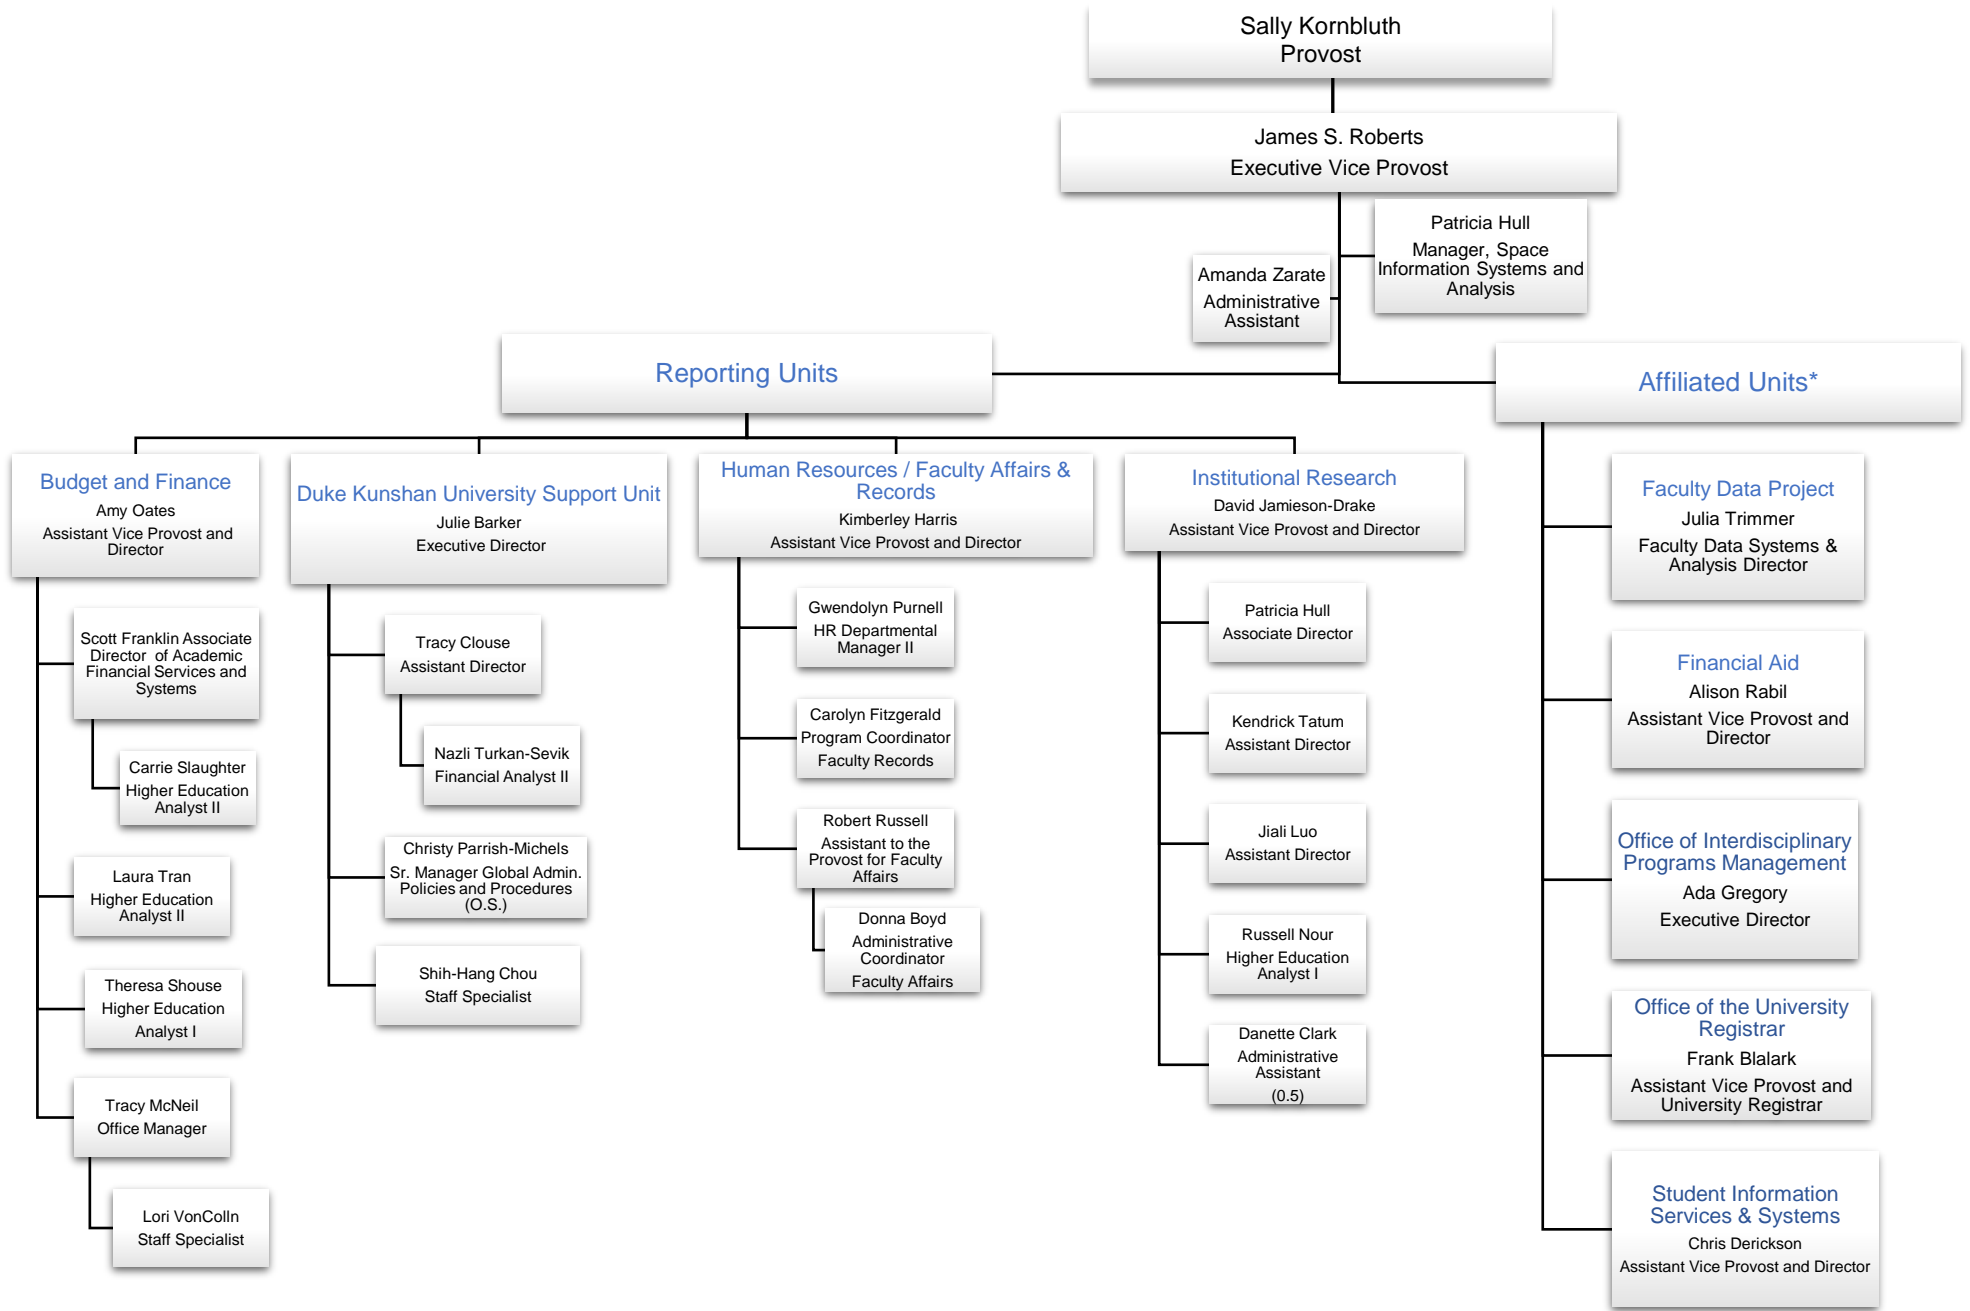 Sally Kornbluth
Provost
James S. Roberts
Executive Vice Provost
Patricia Hull
Manager, Space
Information Systems and
Analysis
Amanda Zarate
Administrative
Assistant
Reporting Units
Affiliated Units*
Budget and Finance
Amy Oates
Assistant Vice Provost and
Director
Scott Franklin Associate
Director of Academic
Financial Services and
Systems
Carrie Slaughter
Higher Education
Analyst II
Laura Tran
Higher Education
Analyst II
Theresa Shouse
Higher Education
Analyst I
Tracy McNeil
Office Manager
Lori VonColln
Staff Specialist
Duke Kunshan University Support Unit
Julie Barker
Executive Director
Tracy Clouse
Assistant Director
Nazli Turkan-Sevik
Financial Analyst II
Christy Parrish-Michels
Sr. Manager Global Admin.
Policies and Procedures
(O.S.)
Shih-Hang Chou
Staff Specialist
Human Resources / Faculty Affairs &
Records
Kimberley Harris
Assistant Vice Provost and Director
Gwendolyn Purnell
HR Departmental
Manager II
Carolyn Fitzgerald
Program Coordinator
Faculty Records
Robert Russell
Assistant to the
Provost for Faculty
Affairs
Donna Boyd
Administrative
Coordinator
Faculty Affairs
Institutional Research
David Jamieson-Drake
Assistant Vice Provost and Director
Patricia Hull
Associate Director
Kendrick Tatum
Assistant Director
Jiali Luo
Assistant Director
Russell Nour
Higher Education
Analyst I
Danette Clark
Administrative
Assistant
(0.5)
Faculty Data Project
Julia Trimmer
Faculty Data Systems &
Analysis Director
Financial Aid
Alison Rabil
Assistant Vice Provost and
Director
Office of Interdisciplinary
Programs Management
Ada Gregory
Executive Director
Office of the University
Registrar
Frank Blalark
Assistant Vice Provost and
University Registrar
Student Information
Services & Systems
Chris Derickson
Assistant Vice Provost and Director